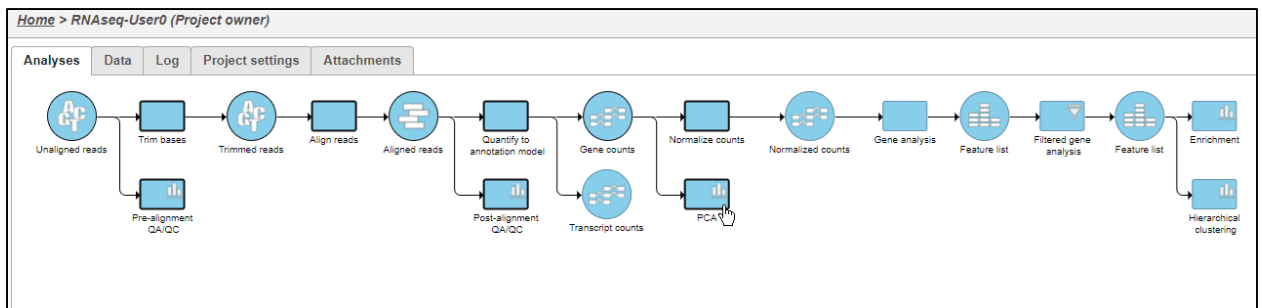 Home > RNAseq-User0 (Project owner)
Analyses Data Log Project settings Attachments
Unaligned reads
Trim bases
Trimmed reads
Align reads
Aligned reads
Quantify to
annotation model
Gene counts
Normalize counts
Normalized counts
Gene analysis
Feature list
Filtered gene
analysis
Feature list
Enrichment
Pre-alignment
QA/QC
Post-alignment
QA/QC
Transcript counts
PCA
Hierarchical
clustering